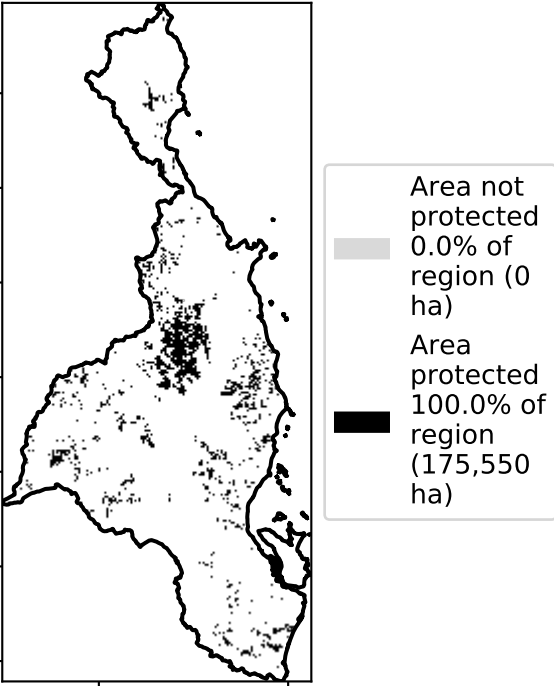 Area not
protected
0.0% of
region (0
ha)
Area
protected
100.0% of
region
(175,550
ha)